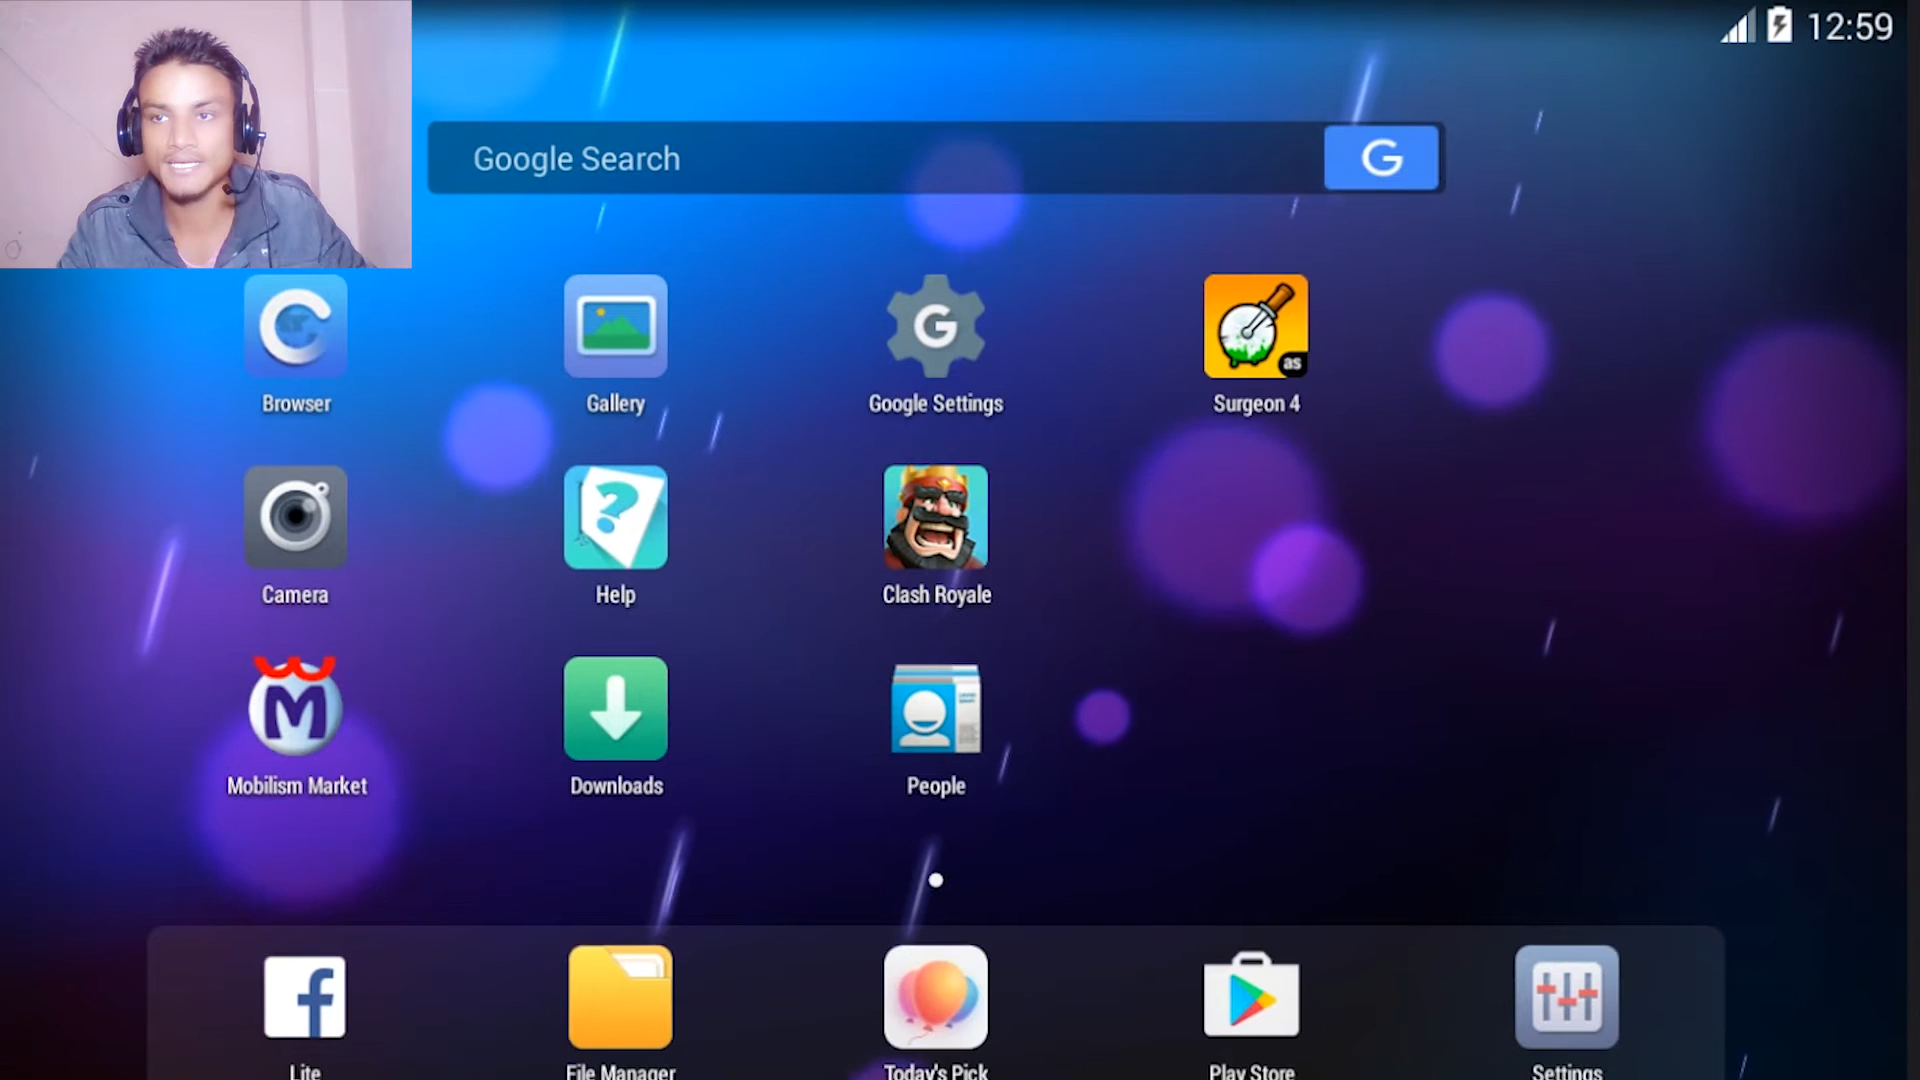 12:59
Google Search
G
Browser
Gallery
G
Google Settings
as
Surgeon 4
Camera
?
Help
Clash Royale
M
Mobilism Market
Downloads
People
f
Lite
File Manager
Today's Pick
Play Store
Settings